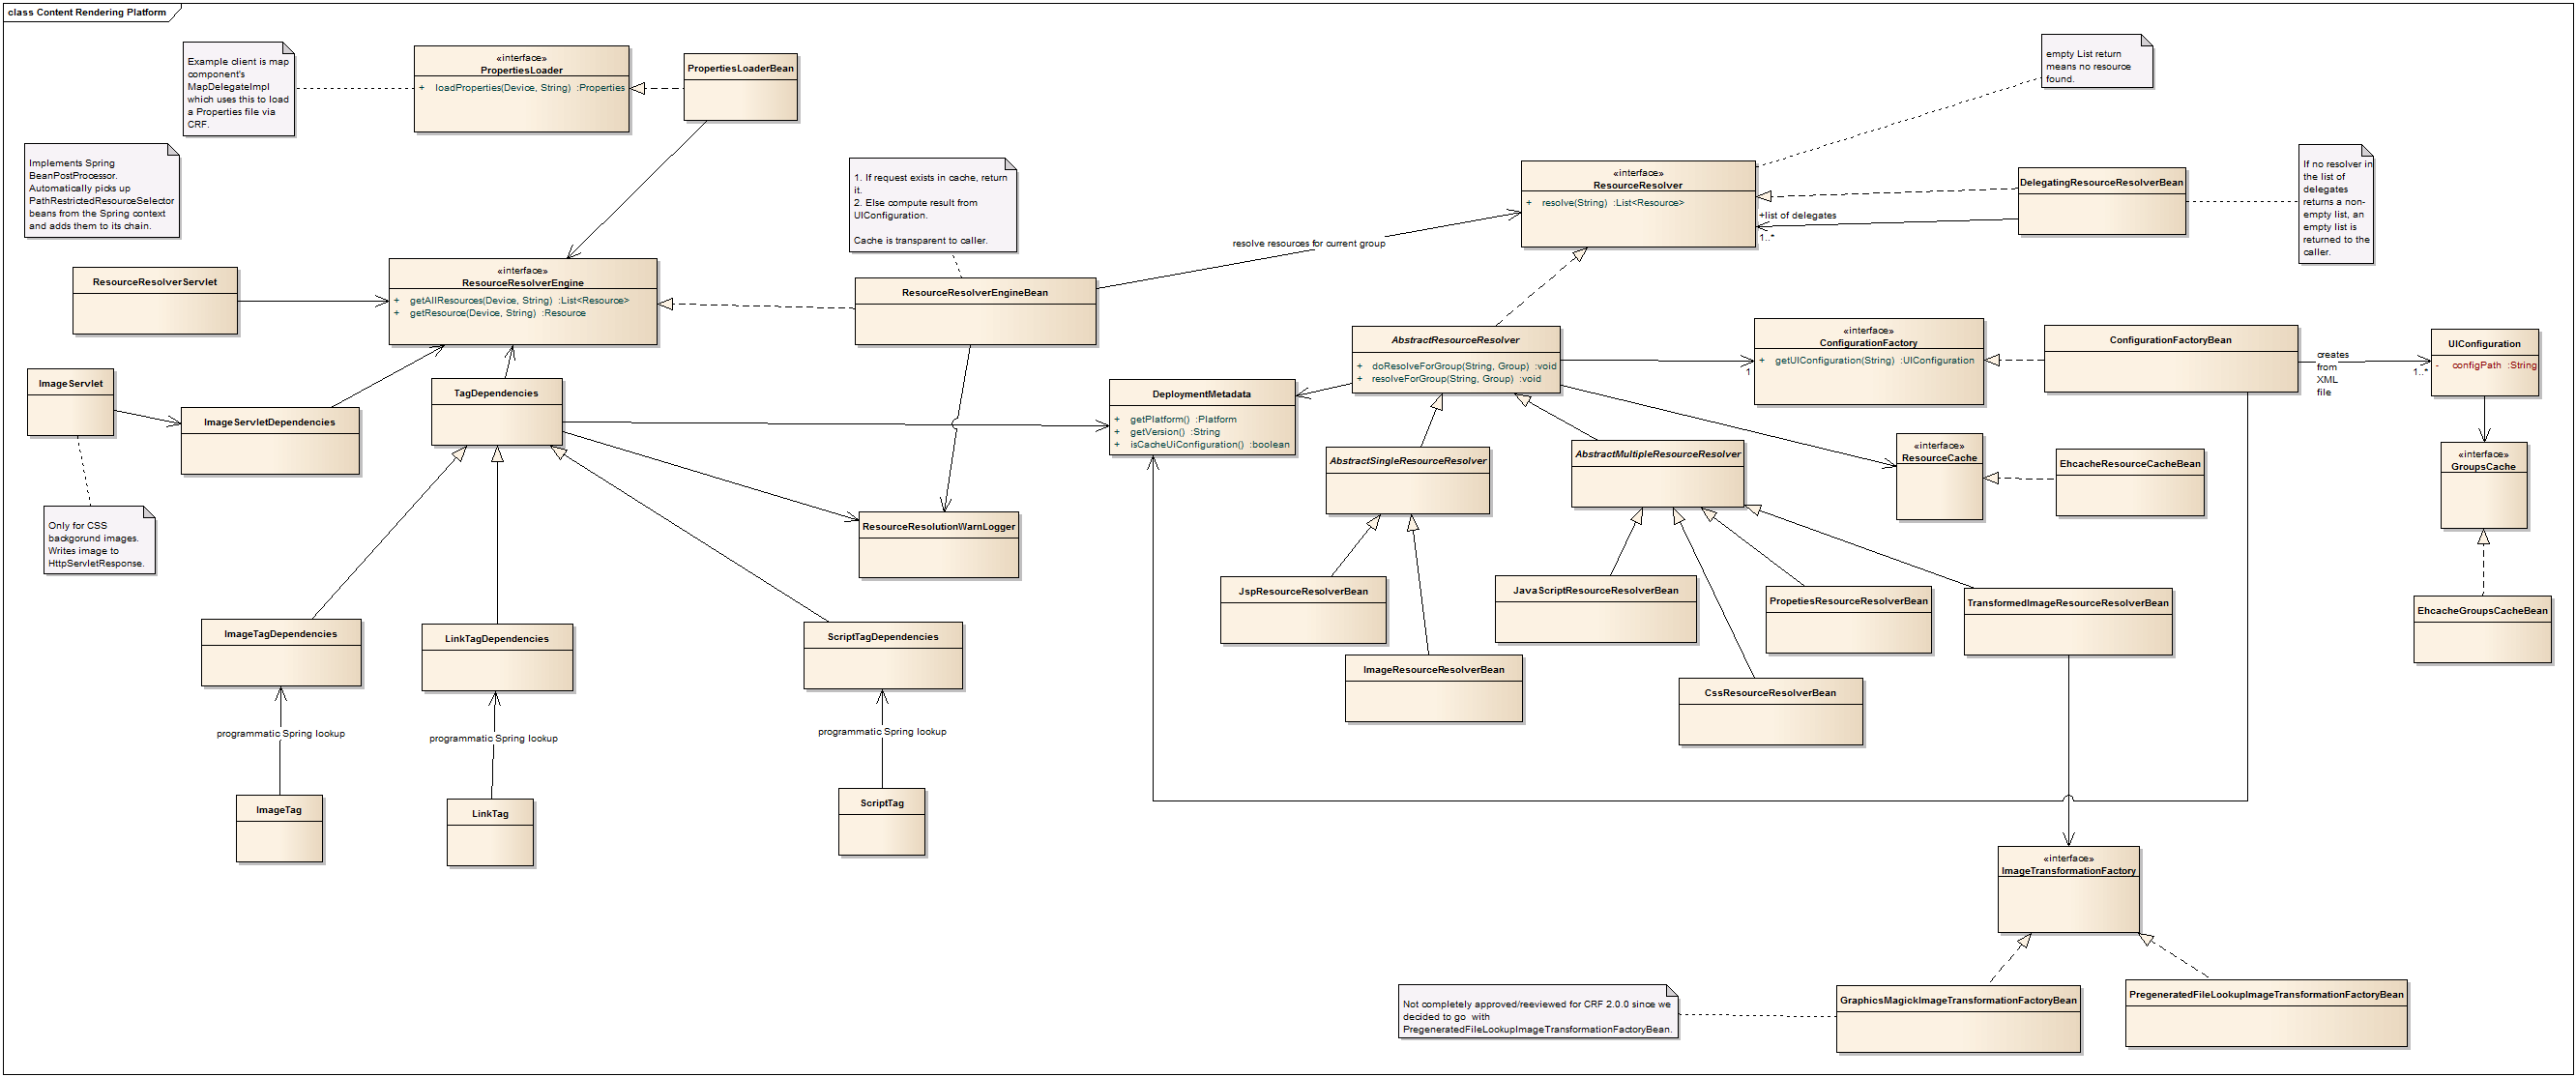 class Content Rendering Platform
Example client is map
component's
MapDelegateImpl
which uses this to load
a Properties file via
CRF.
«interface»
PropertiesLoader
+ loadProperties(Device, String) :Properties
PropertiesLoaderBean
empty List return
means no resource
found.
Implements Spring
BeanPostProcessor.
Automatically picks up
PathRestrictedResourceSelector
beans from the Spring context
and adds them to its chain.
1. If request exists in cache, return
it.
2. Else compute result from
UIConfiguration.
Cache is transparent to caller.
«interface»
ResourceResolver
+ resolve(String) :List<Resource>
DelegatingResourceResolverBean
+list of delegates
1..*
If no resolver in
the list of
delegates
returns a non-
empty list, an
empty list is
returned to the
caller.
resolve resources for current group
ResourceResolverServlet
«interface»
ResourceResolverEngine
+ getAllResources(Device, String) :List<Resource>
+ getResource(Device, String) :Resource
ResourceResolverEngineBean
AbstractResourceResolver
+ doResolveForGroup(String, Group) :void
+ resolveForGroup(String, Group) :void
«interface»
ConfigurationFactory
+ getUIConfiguration(String) :UIConfiguration
1
ConfigurationFactoryBean
creates
from
XML
file
1..*
UIConfiguration
- configPath :String
ImageServlet
ImageServletDependencies
TagDependencies
DeploymentMetadata
+ getPlatform() :Platform
+ getVersion() :String
+ isCacheUiConfiguration() :boolean
AbstractSingleResourceResolver
AbstractMultipleResourceResolver
«interface»
ResourceCache
EhcacheResourceCacheBean
«interface»
GroupsCache
Only for CSS
backgorund images.
Writes image to
HttpServletResponse.
ResourceResolutionWarnLogger
JspResourceResolverBean
JavaScriptResourceResolverBean
PropetiesResourceResolverBean
TransformedImageResourceResolverBean
EhcacheGroupsCacheBean
ImageTagDependencies
LinkTagDependencies
ScriptTagDependencies
ImageResourceResolverBean
CssResourceResolverBean
programmatic Spring lookup
programmatic Spring lookup
programmatic Spring lookup
ImageTag
LinkTag
ScriptTag
«interface»
ImageTransformationFactory
Not completely approved/reeviewed for CRF 2.0.0 since we
decided to go with
PregeneratedFileLookupImageTransformationFactoryBean.
GraphicsMagickImageTransformationFactoryBean
PregeneratedFileLookupImageTransformationFactoryBean